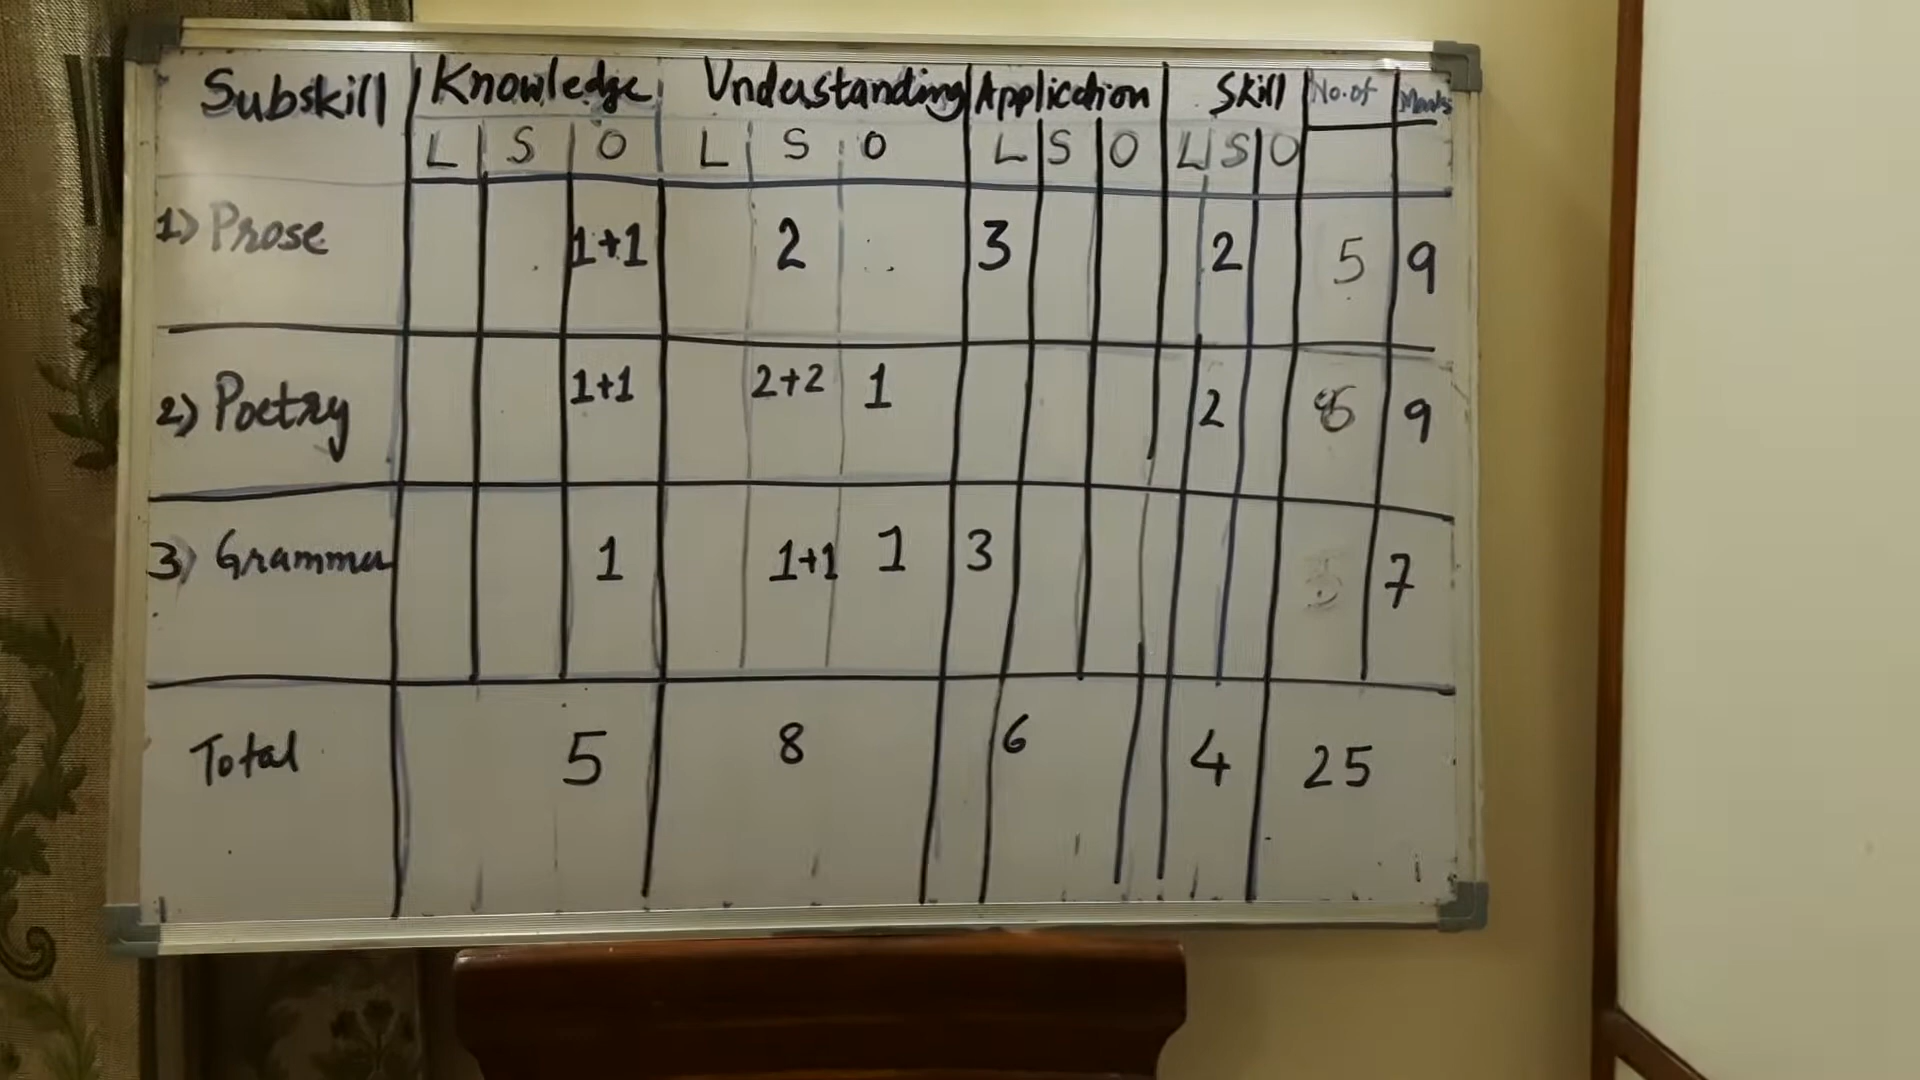 Subskill Knowledge Understanding Application Skill No.of Marks
L S O L S O L S O L S O
1) Prose 1+1 2 3 2 5 9
2) Poetry 1+1 2+2 1 2 9
3) Grammar 1 1+1 1 3 7
Total 5 8 6 4 25